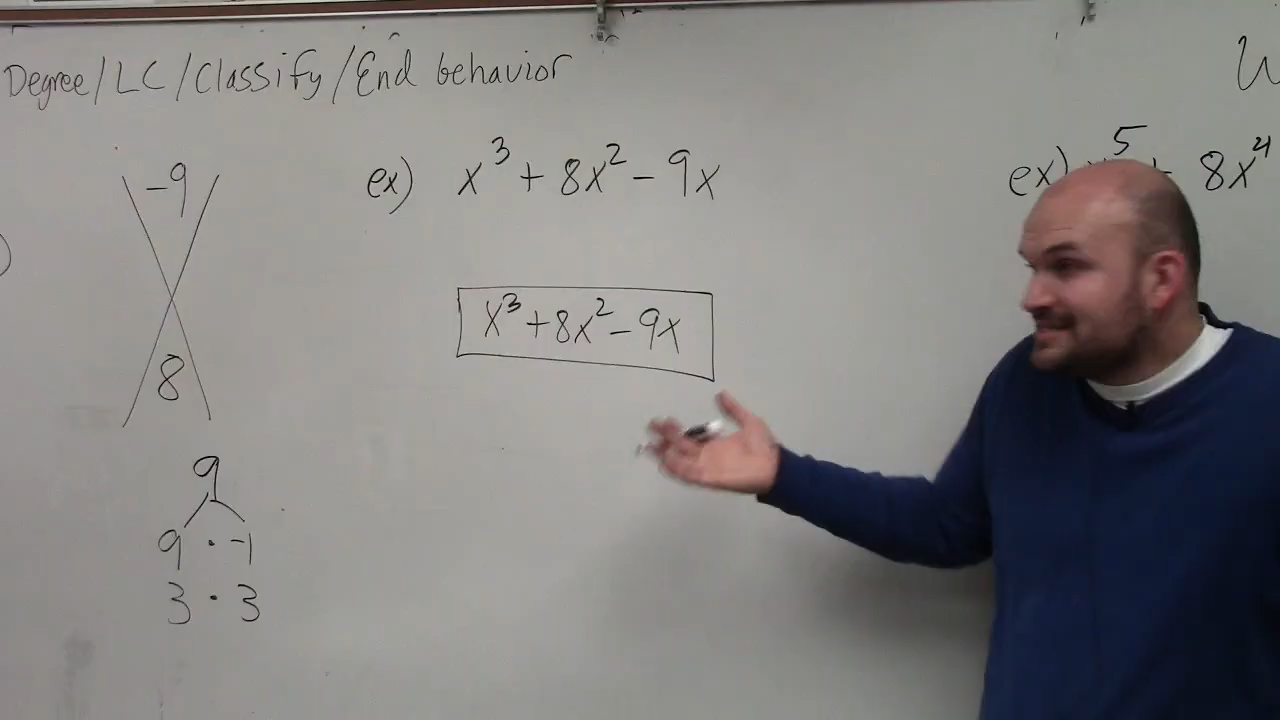 Degree/LC/Classify/End behavior
-9
8
9
9 · -1
3 · 3
ex) x³ + 8x² - 9x
x³ + 8x² - 9x
ex) x⁵ + 8x⁴